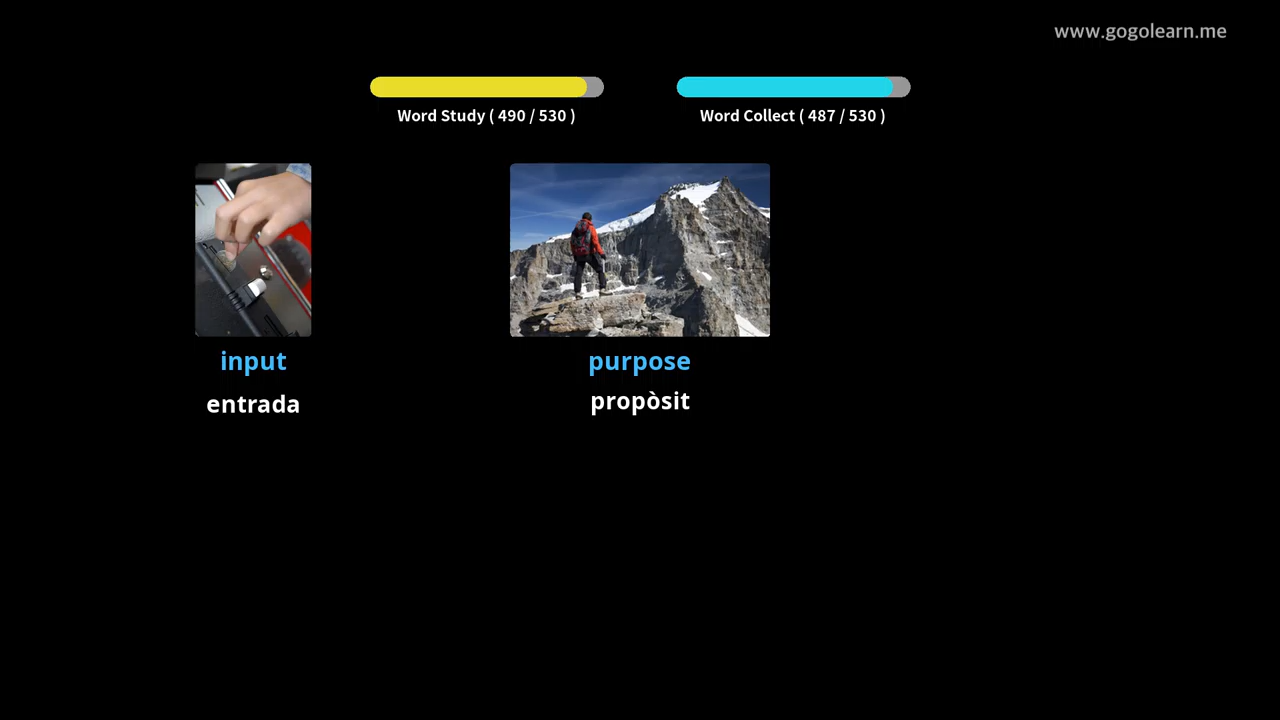 www.gogolearn.me
Word Study ( 490 / 530 )
Word Collect ( 487 / 530 )
input
purpose
entrada
propòsit